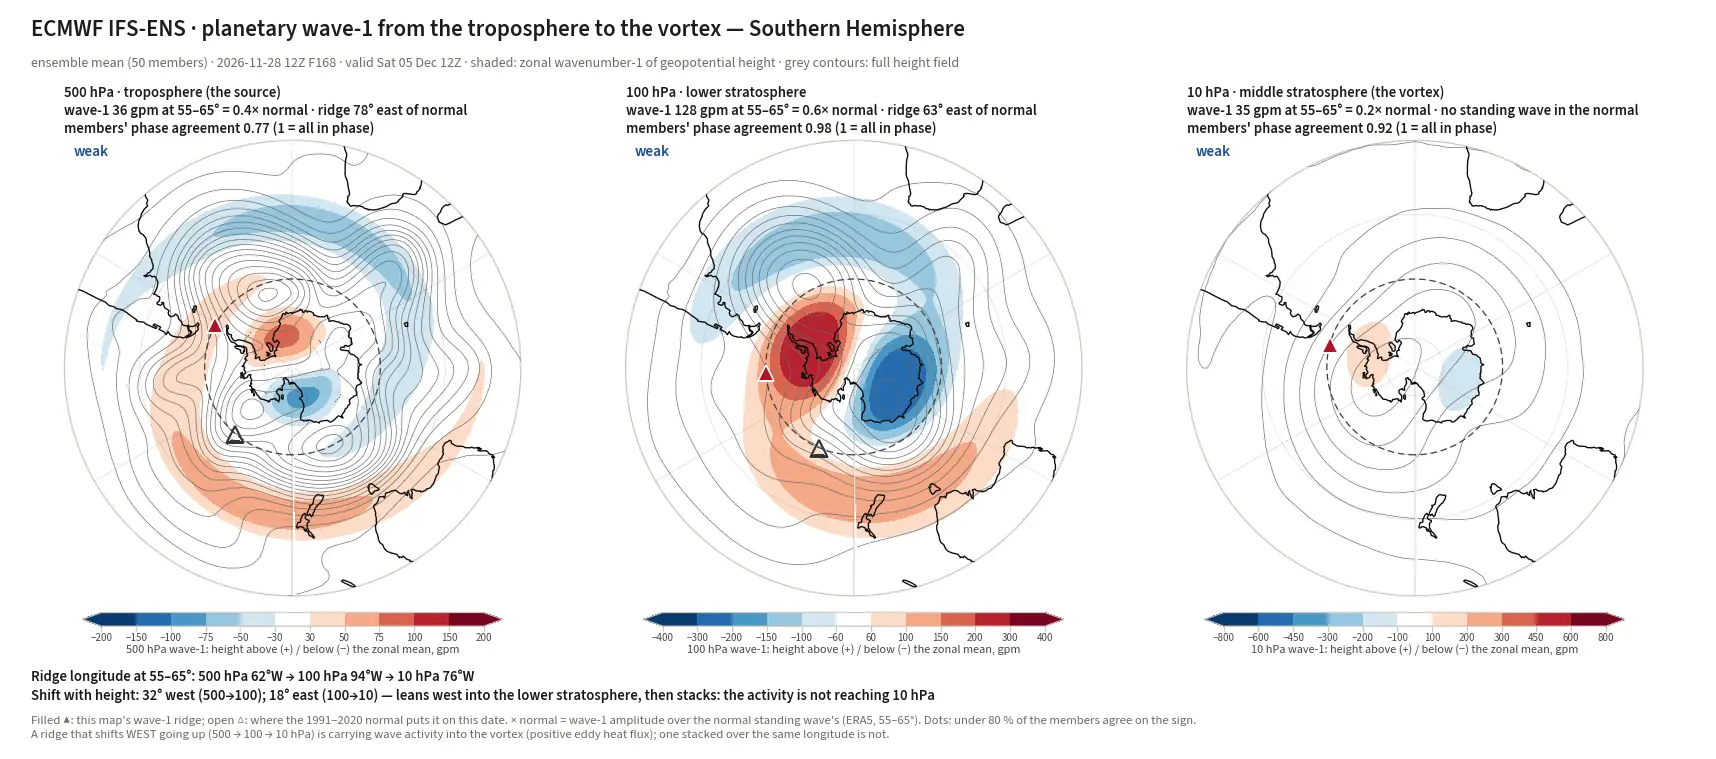 ECMWF IFS-ENS · planetary wave-1 from the troposphere to the vortex — Southern Hemisphere
ensemble mean (50 members) · 2026-11-28 12Z F168 · valid Sat 05 Dec 12Z · shaded: zonal wavenumber-1 of geopotential height · grey contours: full height field
500 hPa · troposphere (the source)
wave-1 36 gpm at 55–65° = 0.4× normal · ridge 78° east of normal
members' phase agreement 0.77 (1 = all in phase)
weak
100 hPa · lower stratosphere
wave-1 128 gpm at 55–65° = 0.6× normal · ridge 63° east of normal
members' phase agreement 0.98 (1 = all in phase)
weak
10 hPa · middle stratosphere (the vortex)
wave-1 35 gpm at 55–65° = 0.2× normal · no standing wave in the normal
members' phase agreement 0.92 (1 = all in phase)
weak
−200 −150 −100 −75 −50 −30 30 50 75 100 150 200
500 hPa wave-1: height above (+) / below (−) the zonal mean, gpm
−400 −300 −200 −150 −100 −60 60 100 150 200 300 400
100 hPa wave-1: height above (+) / below (−) the zonal mean, gpm
−800 −600 −450 −300 −200 −100 100 200 300 450 600 800
10 hPa wave-1: height above (+) / below (−) the zonal mean, gpm
Ridge longitude at 55–65°: 500 hPa 62°W → 100 hPa 94°W → 10 hPa 76°W
Shift with height: 32° west (500→100); 18° east (100→10) — leans west into the lower stratosphere, then stacks: the activity is not reaching 10 hPa
Filled ▲: this map's wave-1 ridge; open △: where the 1991–2020 normal puts it on this date. × normal = wave-1 amplitude over the normal standing wave's (ERA5, 55–65°). Dots: under 80 % of the members agree on the sign.
A ridge that shifts WEST going up (500 → 100 → 10 hPa) is carrying wave activity into the vortex (positive eddy heat flux); one stacked over the same longitude is not.